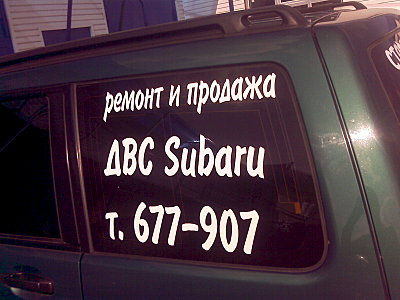 ремонт и продажа
ДВС Subaru
т. 677-907